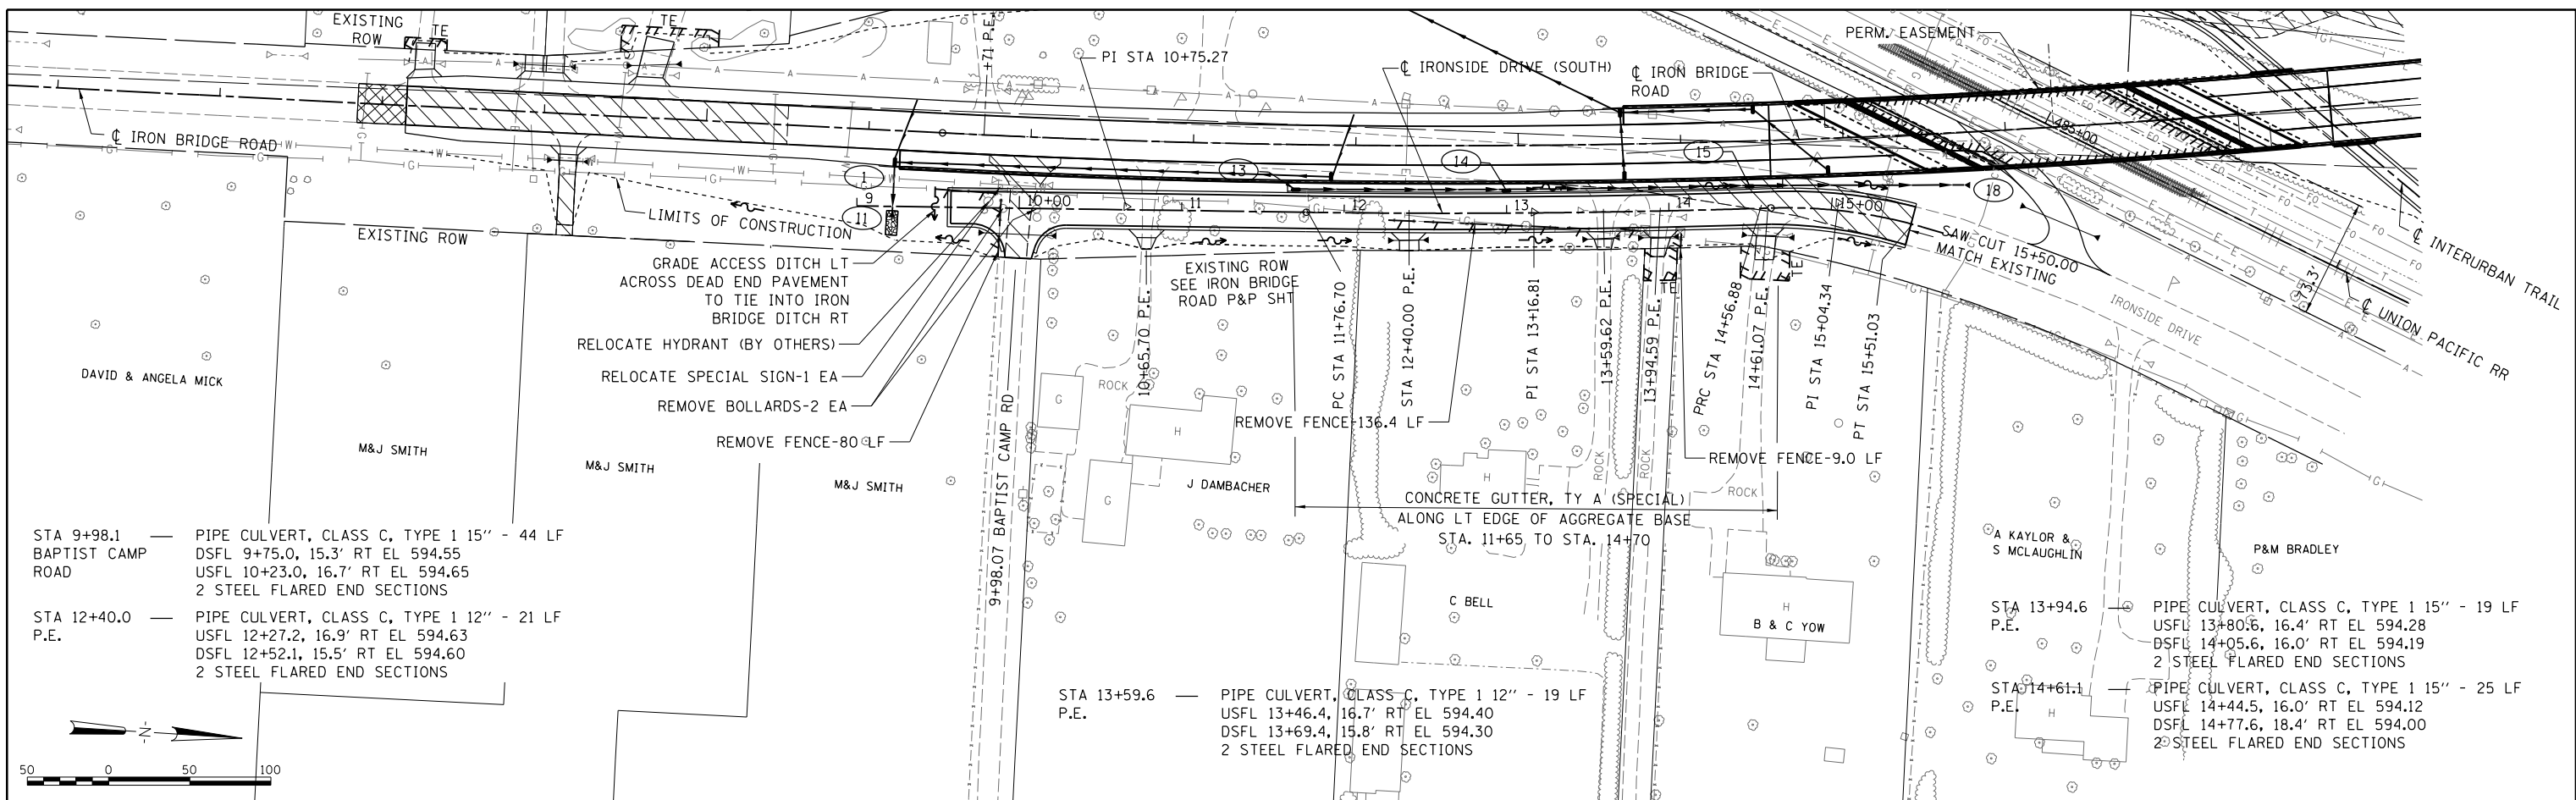 EXISTING
ROW
TE
TE
+71 P.E.
PI STA 10+75.27
℄ IRONSIDE DRIVE (SOUTH)
℄ IRON BRIDGE
ROAD
PERM. EASEMENT
485+00
℄ IRON BRIDGE ROAD
1
13
14
15
18
9
11
10+00
11
12
13
14
15+00
LIMITS OF CONSTRUCTION
EXISTING ROW
SAW CUT 15+50.00
MATCH EXISTING
73.3'
℄ INTERURBAN TRAIL
℄ UNION PACIFIC RR
IRONSIDE DRIVE
GRADE ACCESS DITCH LT
ACROSS DEAD END PAVEMENT
TO TIE INTO IRON
BRIDGE DITCH RT
EXISTING ROW
SEE IRON BRIDGE
ROAD P&P SHT
TE
TE
RELOCATE HYDRANT (BY OTHERS)
RELOCATE SPECIAL SIGN-1 EA
REMOVE BOLLARDS-2 EA
REMOVE FENCE-80 LF
9+98.07 BAPTIST CAMP RD
10+65.70 P.E.
PC STA 11+76.70
STA 12+40.00 P.E.
PI STA 13+16.81
13+59.62 P.E.
13+94.59 P.E.
PRC STA 14+56.88
14+61.07 P.E.
PI STA 15+04.34
PT STA 15+51.03
REMOVE FENCE-136.4 LF
REMOVE FENCE-9.0 LF
ROCK
ROCK
ROCK
ROCK
G
G
H
H
H
H
DAVID & ANGELA MICK
M&J SMITH
M&J SMITH
M&J SMITH
J DAMBACHER
C BELL
B & C YOW
A KAYLOR &
S MCLAUGHLIN
P&M BRADLEY
CONCRETE GUTTER, TY A (SPECIAL)
ALONG LT EDGE OF AGGREGATE BASE
STA. 11+65 TO STA. 14+70
STA 9+98.1 — PIPE CULVERT, CLASS C, TYPE 1 15" - 44 LF
BAPTIST CAMP DSFL 9+75.0, 15.3' RT EL 594.55
ROAD USFL 10+23.0, 16.7' RT EL 594.65
2 STEEL FLARED END SECTIONS
STA 12+40.0 — PIPE CULVERT, CLASS C, TYPE 1 12" - 21 LF
P.E. USFL 12+27.2, 16.9' RT EL 594.63
DSFL 12+52.1, 15.5' RT EL 594.60
2 STEEL FLARED END SECTIONS
STA 13+59.6 — PIPE CULVERT, CLASS C, TYPE 1 12" - 19 LF
P.E. USFL 13+46.4, 16.7' RT EL 594.40
DSFL 13+69.4, 15.8' RT EL 594.30
2 STEEL FLARED END SECTIONS
STA 13+94.6 — PIPE CULVERT, CLASS C, TYPE 1 15" - 19 LF
P.E. USFL 13+80.6, 16.4' RT EL 594.28
DSFL 14+05.6, 16.0' RT EL 594.19
2 STEEL FLARED END SECTIONS
STA 14+61.1 — PIPE CULVERT, CLASS C, TYPE 1 15" - 25 LF
P.E. USFL 14+44.5, 16.0' RT EL 594.12
DSFL 14+77.6, 18.4' RT EL 594.00
2 STEEL FLARED END SECTIONS
-N-
50 0 50 100